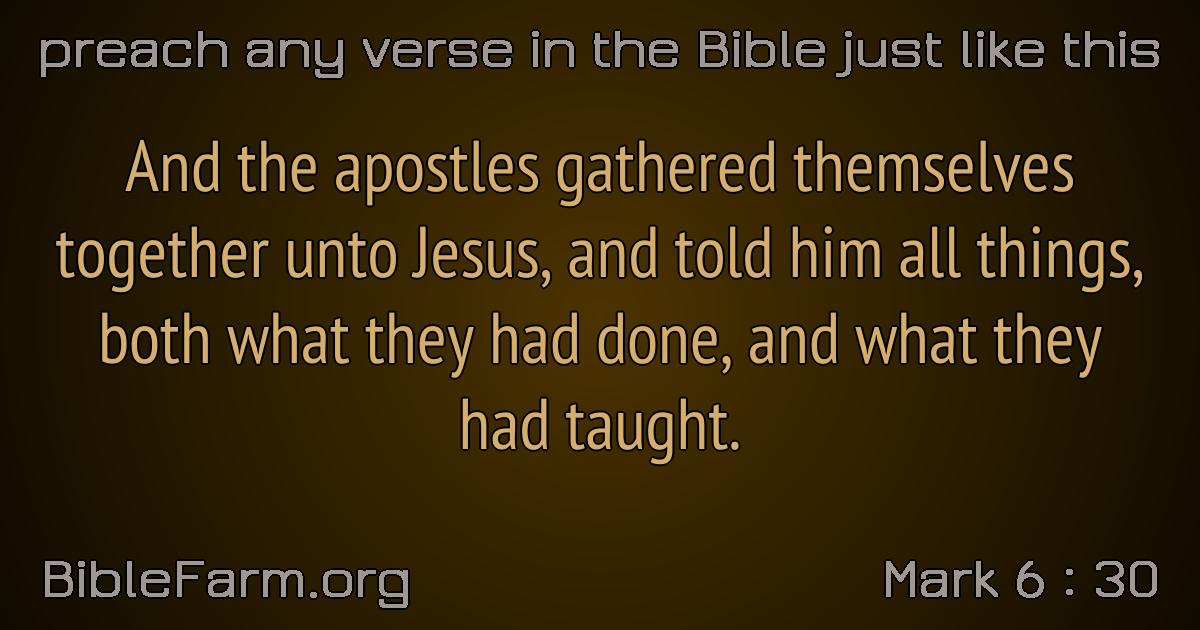 preach any verse in the Bible just like this
And the apostles gathered themselves
together unto Jesus, and told him all things,
both what they had done, and what they
had taught.
BibleFarm.org
Mark 6 : 30